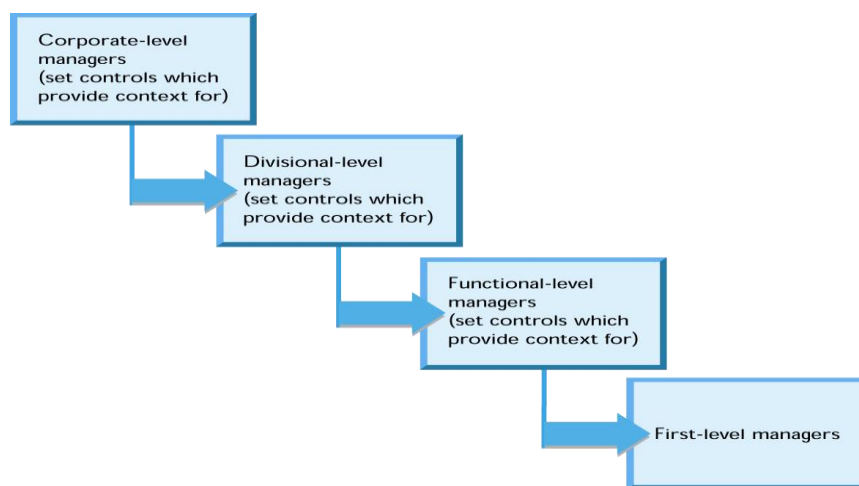 Corporate-level
managers
(set controls which
provide context for)
Divisional-level
managers
(set controls which
provide context for)
Functional-level
managers
(set controls which
provide context for)
First-level managers